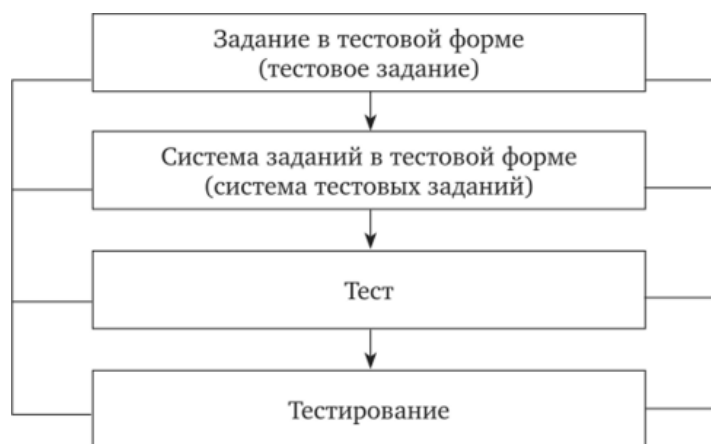 Задание в тестовой форме
(тестовое задание)
Система заданий в тестовой форме
(система тестовых заданий)
Тест
Тестирование